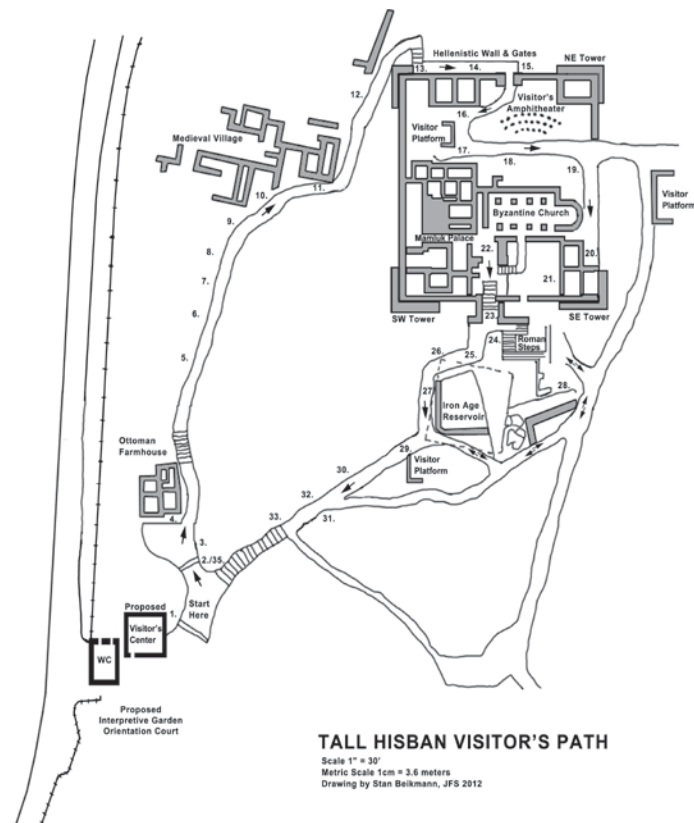 Hellenistic Wall & Gates
NE Tower
13.
14.
15.
12.
16.
Visitor's
Amphitheater
Visitor
Platform
Medieval Village
17.
18.
19.
11.
10.
Visitor
Platform
Byzantine Church
9.
Mamluk Palace
22.
20.
8.
7.
21.
6.
SW Tower
23.
SE Tower
24.
Roman
Steps
5.
26.
25.
27.
28.
Iron Age
Reservoir
Ottoman
Farmhouse
29.
Visitor
Platform
30.
32.
31.
33.
4.
3.
2./35.
Start
Here
1.
Proposed
Visitor's
Center
WC
Proposed
Interpretive Garden
Orientation Court
TALL HISBAN VISITOR'S PATH
Scale 1" = 30'
Metric Scale 1cm = 3.6 meters
Drawing by Stan Beikmann, JFS 2012